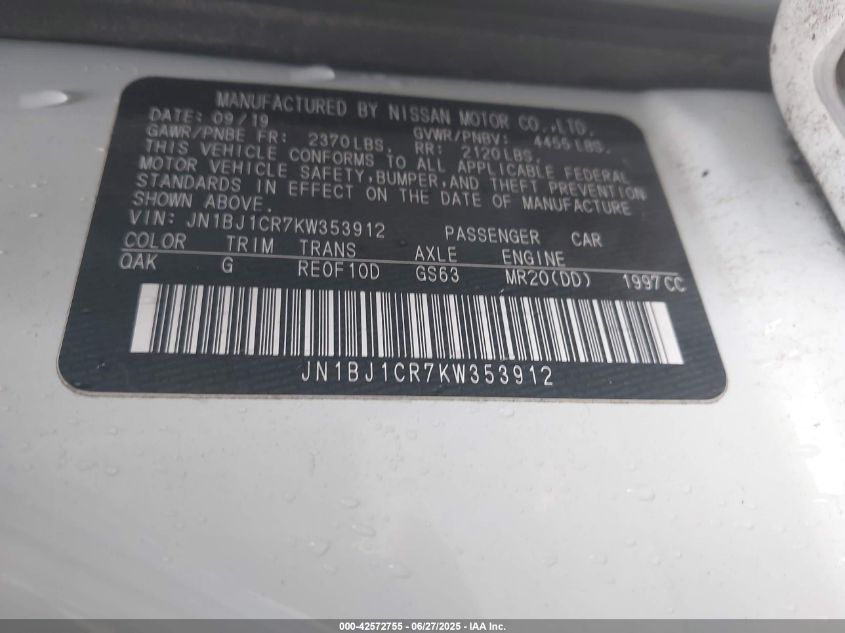 MANUFACTURED BY NISSAN MOTOR CO.,LTD.
DATE: 09/19 GVWR/PNBV: 4455LBS.
GAWR/PNBE FR: 2370LBS. RR: 2120LBS.
THIS VEHICLE CONFORMS TO ALL APPLICABLE FEDERAL
MOTOR VEHICLE SAFETY,BUMPER,AND THEFT PREVENTION
STANDARDS IN EFFECT ON THE DATE OF MANUFACTURE
SHOWN ABOVE.
VIN: JN1BJ1CR7KW353912 PASSENGER CAR
COLOR TRIM TRANS AXLE ENGINE
QAK G RE0F10D GS63 MR20(DD) 1997CC
JN1BJ1CR7KW353912
000-42572755 - 06/27/2025 - IAA Inc.